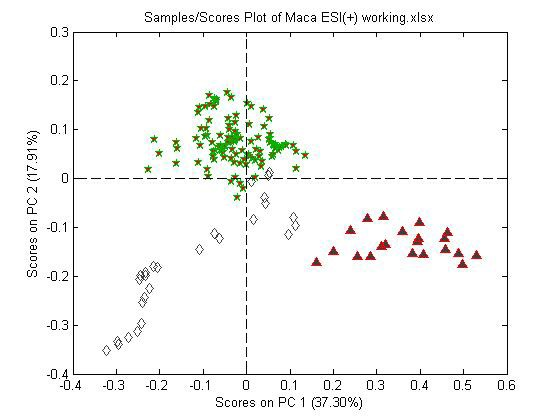 Samples/Scores Plot of Maca ESI(+) working.xlsx
0.3
0.2
0.1
0
-0.1
-0.2
-0.3
-0.4
Scores on PC 2 (17.91%)
-0.4 -0.3 -0.2 -0.1 0 0.1 0.2 0.3 0.4 0.5 0.6
Scores on PC 1 (37.30%)